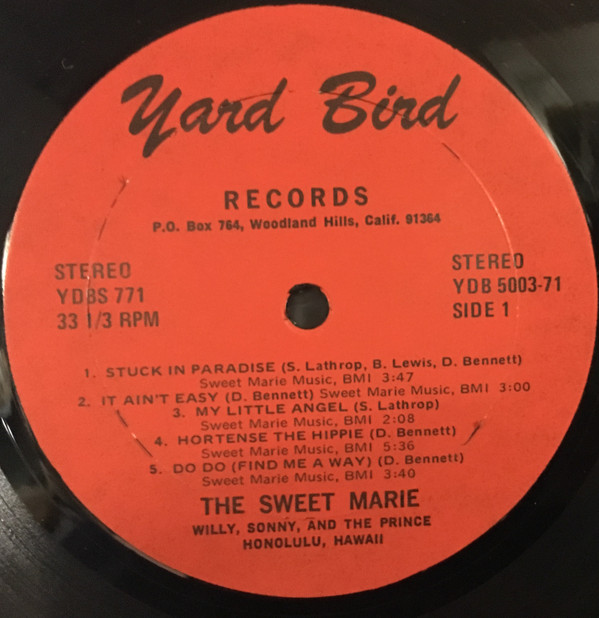 Yard Bird
RECORDS
P.O. Box 764, Woodland Hills, Calif. 91364
STEREO
YDBS 771
33 1/3 RPM
STEREO
YDB 5003-71
SIDE 1
1. STUCK IN PARADISE (S. Lathrop, B. Lewis, D. Bennett)
Sweet Marie Music, BMI 3:47
2. IT AIN'T EASY (D. Bennett) Sweet Marie Music, BMI 3:00
3. MY LITTLE ANGEL (S. Lathrop)
Sweet Marie Music, BMI 2:08
4. HORTENSE THE HIPPIE (D. Bennett)
Sweet Marie Music, BMI 5:36
5. DO DO (FIND ME A WAY) (D. Bennett)
Sweet Marie Music, BMI 3:40
THE SWEET MARIE
WILLY, SONNY, AND THE PRINCE
HONOLULU, HAWAII